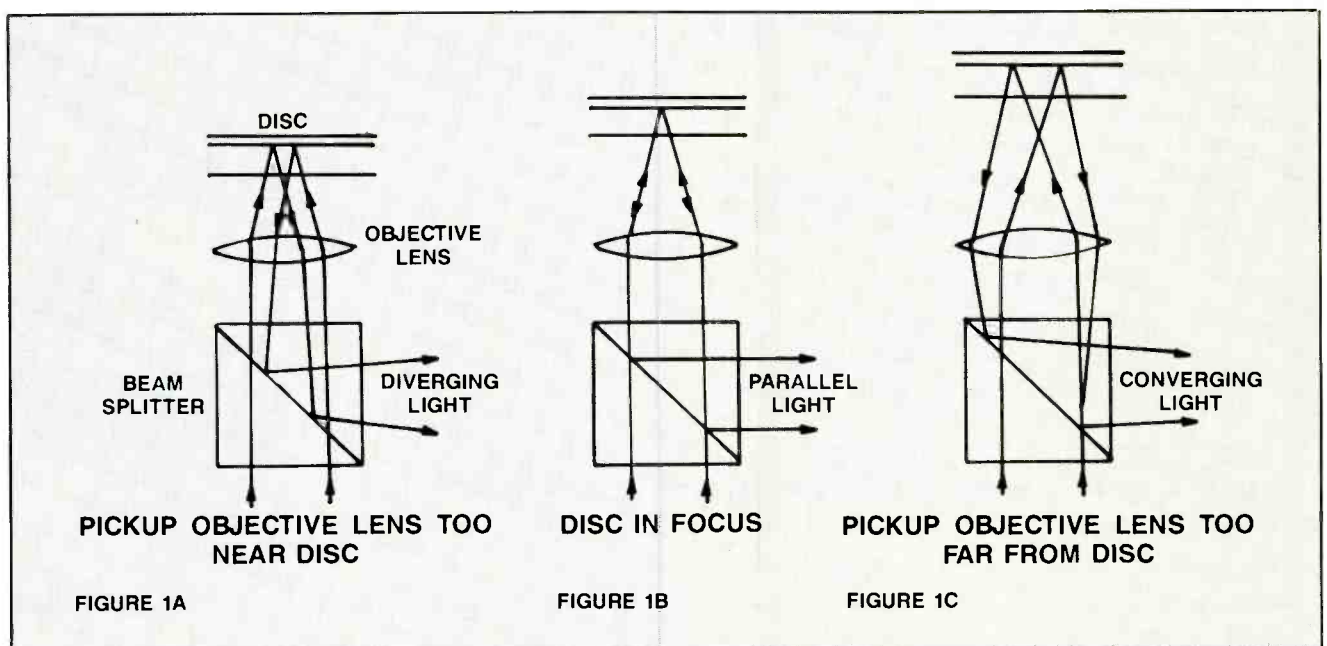 DISC
OBJECTIVE
LENS
BEAM
SPLITTER
DIVERGING
LIGHT
PICKUP OBJECTIVE LENS TOO
NEAR DISC
FIGURE 1A
PARALLEL
LIGHT
DISC IN FOCUS
FIGURE 1B
CONVERGING
LIGHT
PICKUP OBJECTIVE LENS TOO
FAR FROM DISC
FIGURE 1C